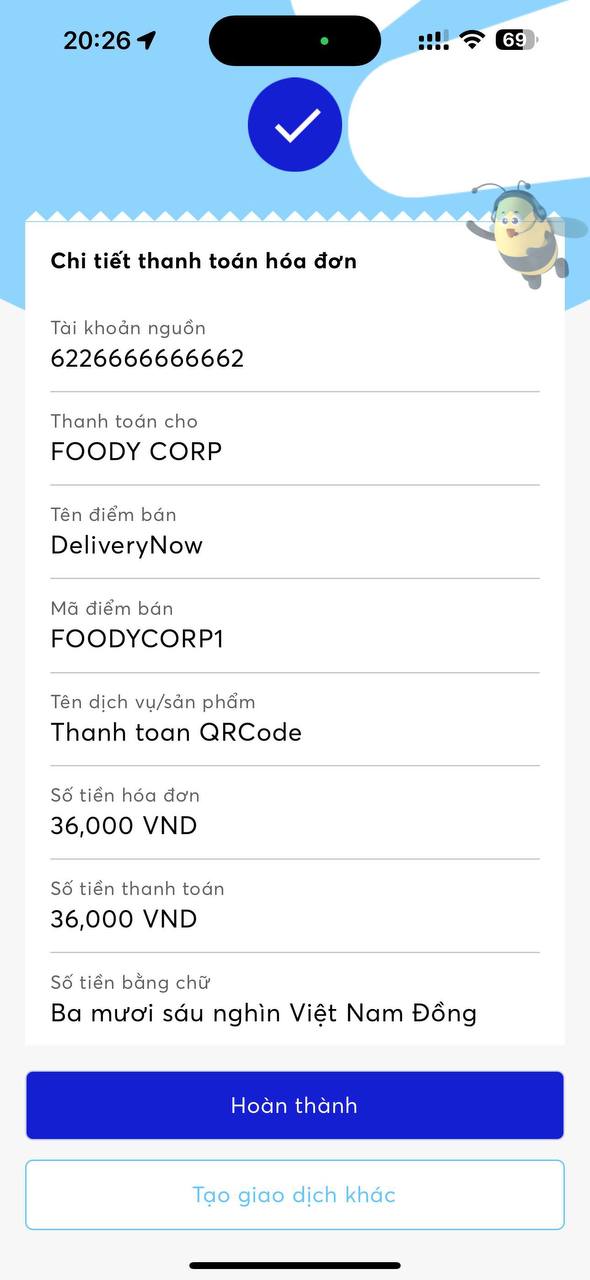 20:26
69
Chi tiết thanh toán hóa đơn
Tài khoản nguồn
6226666666662
Thanh toán cho
FOODY CORP
Tên điểm bán
DeliveryNow
Mã điểm bán
FOODYCORP1
Tên dịch vụ/sản phẩm
Thanh toan QRCode
Số tiền hóa đơn
36,000 VND
Số tiền thanh toán
36,000 VND
Số tiền bằng chữ
Ba mươi sáu nghìn Việt Nam Đồng
Hoàn thành
Tạo giao dịch khác